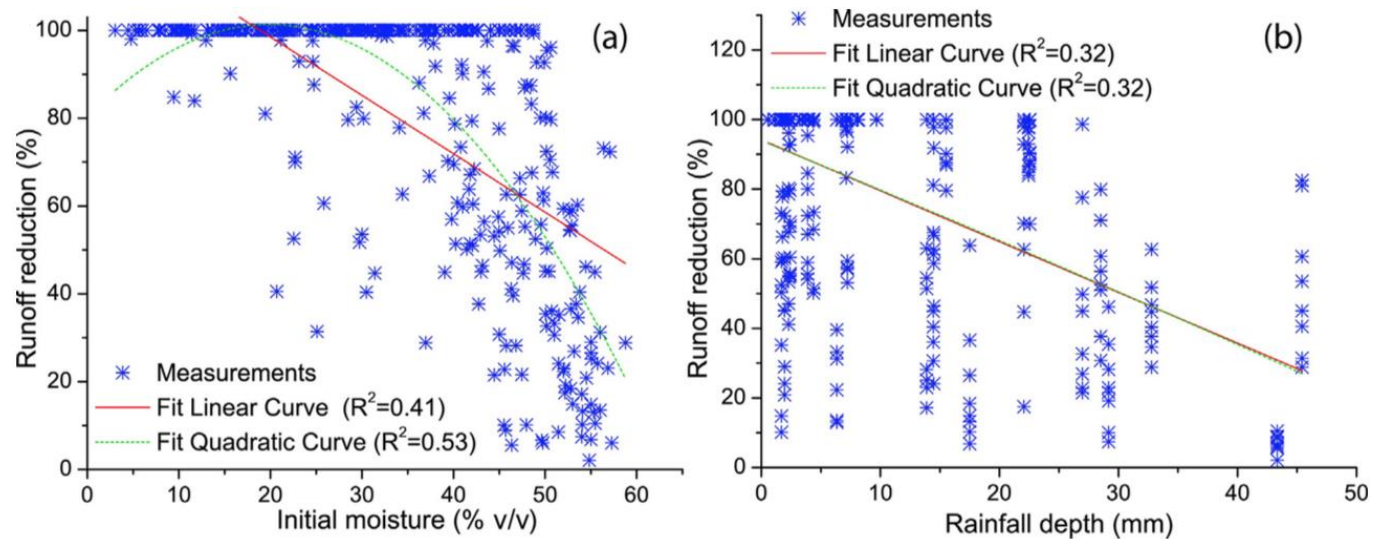 100
80
60
40
20
0
Runoff reduction (%)
(a)
Measurements
Fit Linear Curve (R²=0.41)
Fit Quadratic Curve (R²=0.53)
0 10 20 30 40 50 60
Initial moisture (% v/v)
Measurements
Fit Linear Curve (R²=0.32)
Fit Quadratic Curve (R²=0.32)
(b)
120
100
80
60
40
20
0
Runoff reduction (%)
0 10 20 30 40 50
Rainfall depth (mm)